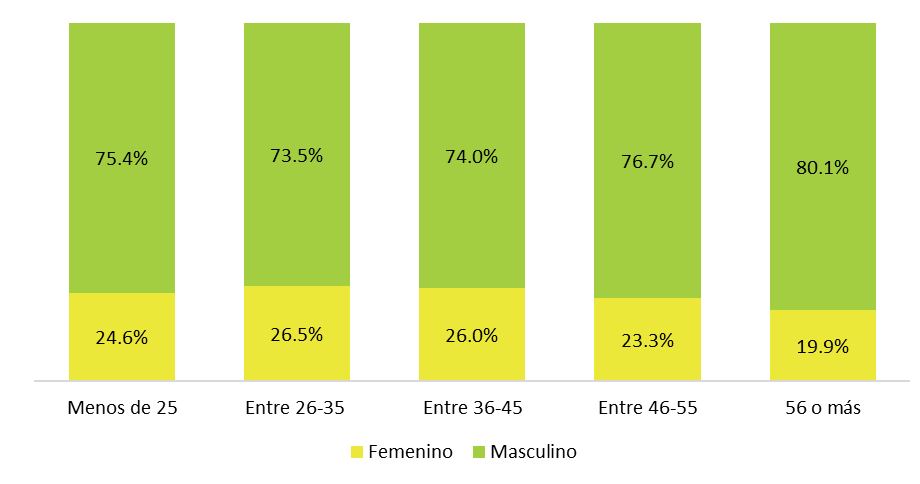 75.4% 73.5% 74.0% 76.7% 80.1%
24.6% 26.5% 26.0% 23.3% 19.9%
Menos de 25 Entre 26-35 Entre 36-45 Entre 46-55 56 o más
Femenino Masculino